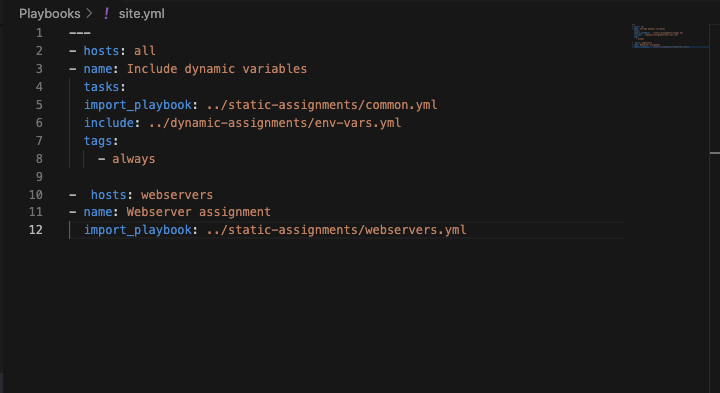 Playbooks > ! site.yml
1 ---
2 - hosts: all
3 - name: Include dynamic variables
4   tasks:
5   import_playbook: ../static-assignments/common.yml
6   include: ../dynamic-assignments/env-vars.yml
7   tags:
8     - always
9
10 -  hosts: webservers
11 - name: Webserver assignment
12   import_playbook: ../static-assignments/webservers.yml